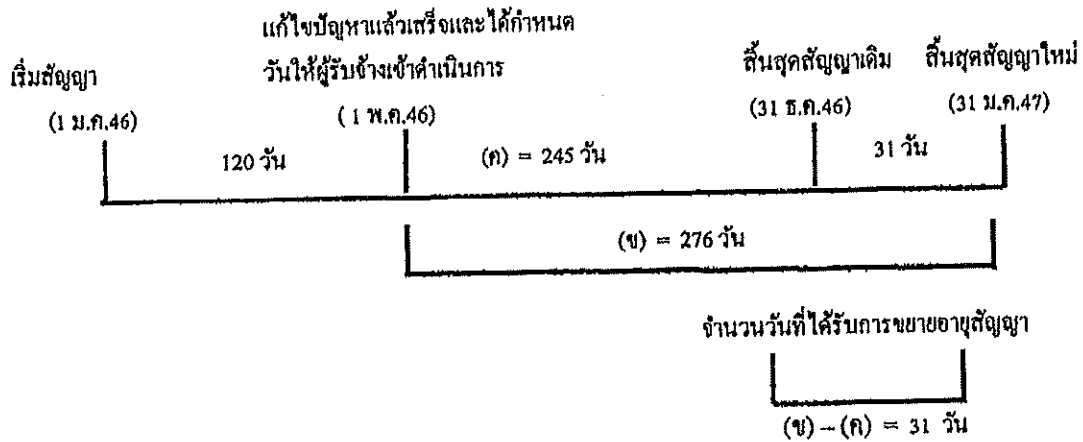 แก้ไขปัญหาแล้วเสร็จและได้กำหนด
วันให้ผู้รับจ้างเข้าดำเนินการ
เริ่มสัญญา
สิ้นสุดสัญญาเดิม
สิ้นสุดสัญญาใหม่
(1 ม.ค.46)
( 1 พ.ค.46)
(31 ธ.ค.46)
(31 ม.ค.47)
120 วัน
(ค) = 245 วัน
31 วัน
(ข) = 276 วัน
จำนวนวันที่ได้รับการขยายอายุสัญญา
(ข) – (ค) = 31 วัน